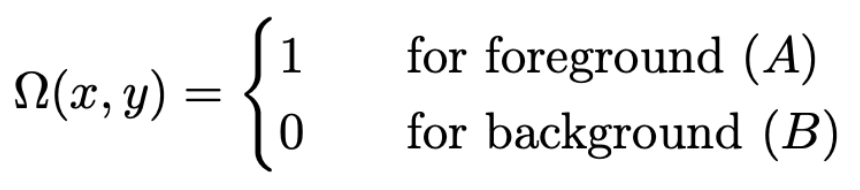 Ω(x, y) = { 1 for foreground (A)
0 for background (B)